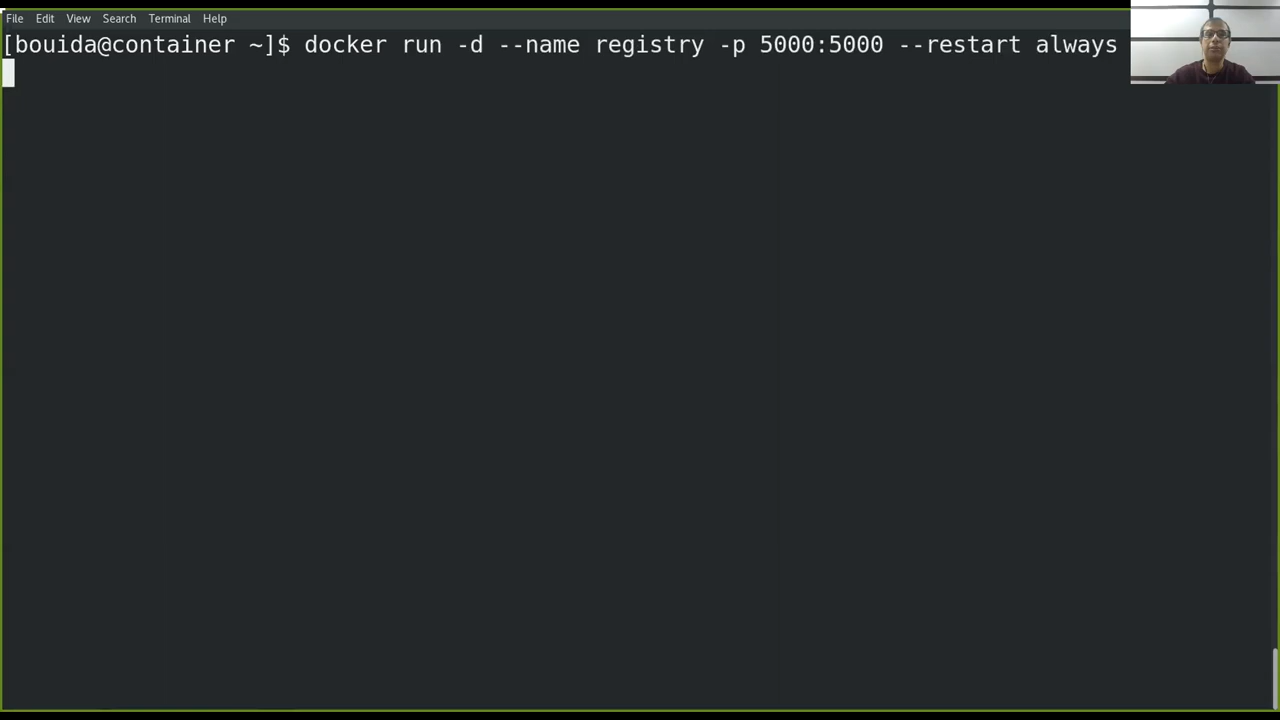 File Edit View Search Terminal Help
[bouida@container ~]$ docker run -d --name registry -p 5000:5000 --restart always